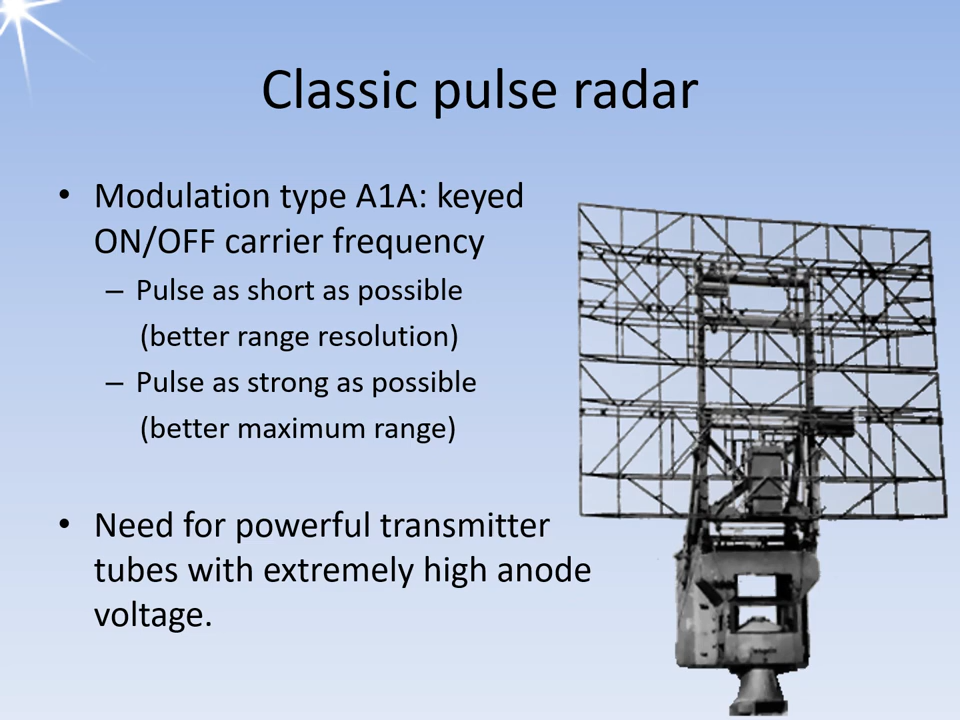 Classic pulse radar
• Modulation type A1A: keyed
ON/OFF carrier frequency
– Pulse as short as possible
(better range resolution)
– Pulse as strong as possible
(better maximum range)
• Need for powerful transmitter
tubes with extremely high anode
voltage.